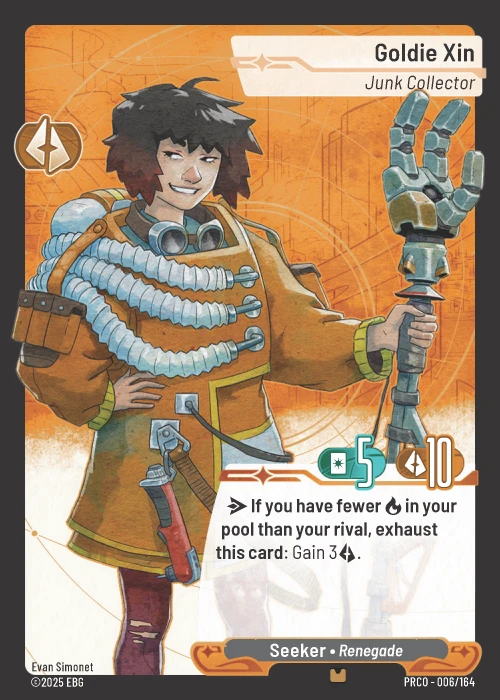 Goldie Xin
Junk Collector
5 10
If you have fewer in your
pool than your rival, exhaust
this card: Gain 3.
Seeker • Renegade
Evan Simonet
©2025 EBG
PRCO - 006/164